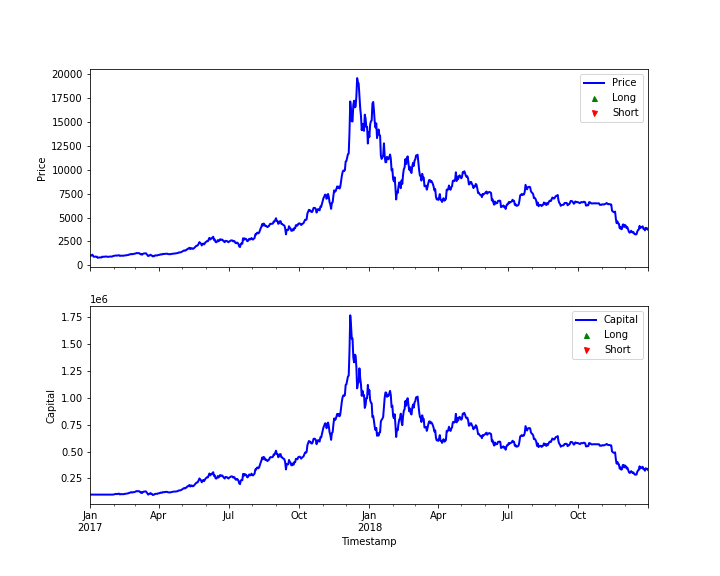 20000
17500
15000
12500
10000
7500
5000
2500
0
Price
Price
Long
Short
1e6
1.75
1.50
1.25
1.00
0.75
0.50
0.25
Capital
Capital
Long
Short
Jan Apr Jul Oct Jan Apr Jul Oct
2017 2018
Timestamp